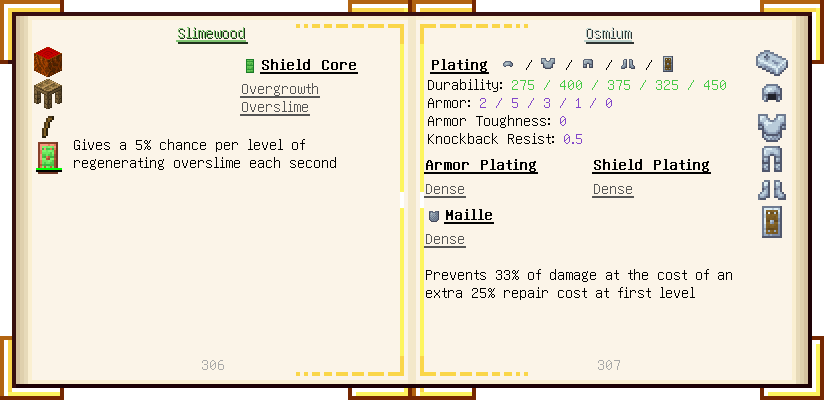 Slimewood
Shield Core
Overgrowth
Overslime
Gives a 5% chance per level of
regenerating overslime each second
306
Osmium
Plating / / / /
Durability: 275 / 400 / 375 / 325 / 450
Armor: 2 / 5 / 3 / 1 / 0
Armor Toughness: 0
Knockback Resist: 0.5
Armor Plating
Dense
Shield Plating
Dense
Maille
Dense
Prevents 33% of damage at the cost of an
extra 25% repair cost at first level
307